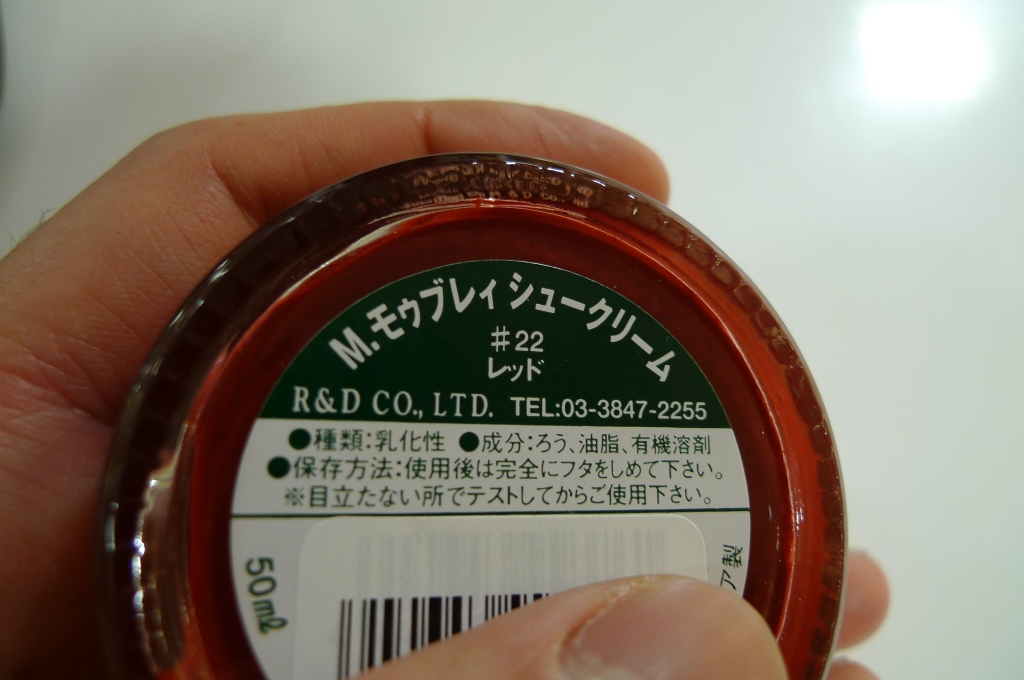 M.モゥブレィ シュークリーム
#22
レッド
R&D CO., LTD. TEL:03-3847-2255
●種類:乳化性 ●成分:ろう、油脂、有機溶剤
●保存方法:使用後は完全にフタをしめて下さい。
※目立たない所でテストしてからご使用下さい。
50ml
ア製